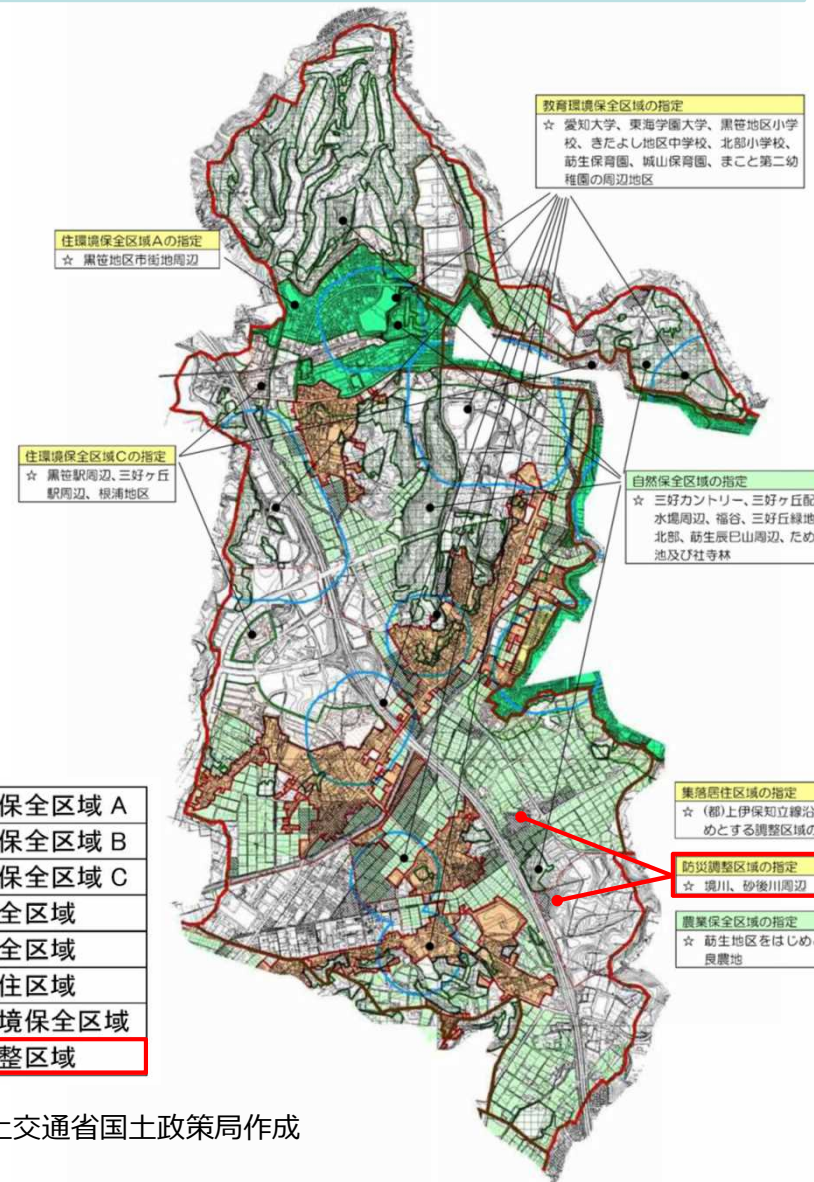 教育環境保全区域の指定
☆ 愛知大学、東海学園大学、黒笹地区小学
校、きたよし地区中学校、北部小学校、
莇生保育園、城山保育園、まこと第二幼
稚園の周辺地区
住環境保全区域Aの指定
☆ 黒笹地区市街地周辺
住環境保全区域Cの指定
☆ 黒笹駅周辺、三好ヶ丘
駅周辺、根浦地区
自然保全区域の指定
☆ 三好カントリー、三好ヶ丘配
水場周辺、福谷、三好丘緑地
北部、莇生辰巳山周辺、ため
池及び社寺林
集落居住区域の指定
☆ (都)上伊保知立線沿
めとする調整区域の
防災調整区域の指定
☆ 境川、砂後川周辺
農業保全区域の指定
☆ 莇生地区をはじめ
良農地
保全区域 A
保全区域 B
保全区域 C
全区域
全区域
住区域
境保全区域
整区域
土交通省国土政策局作成